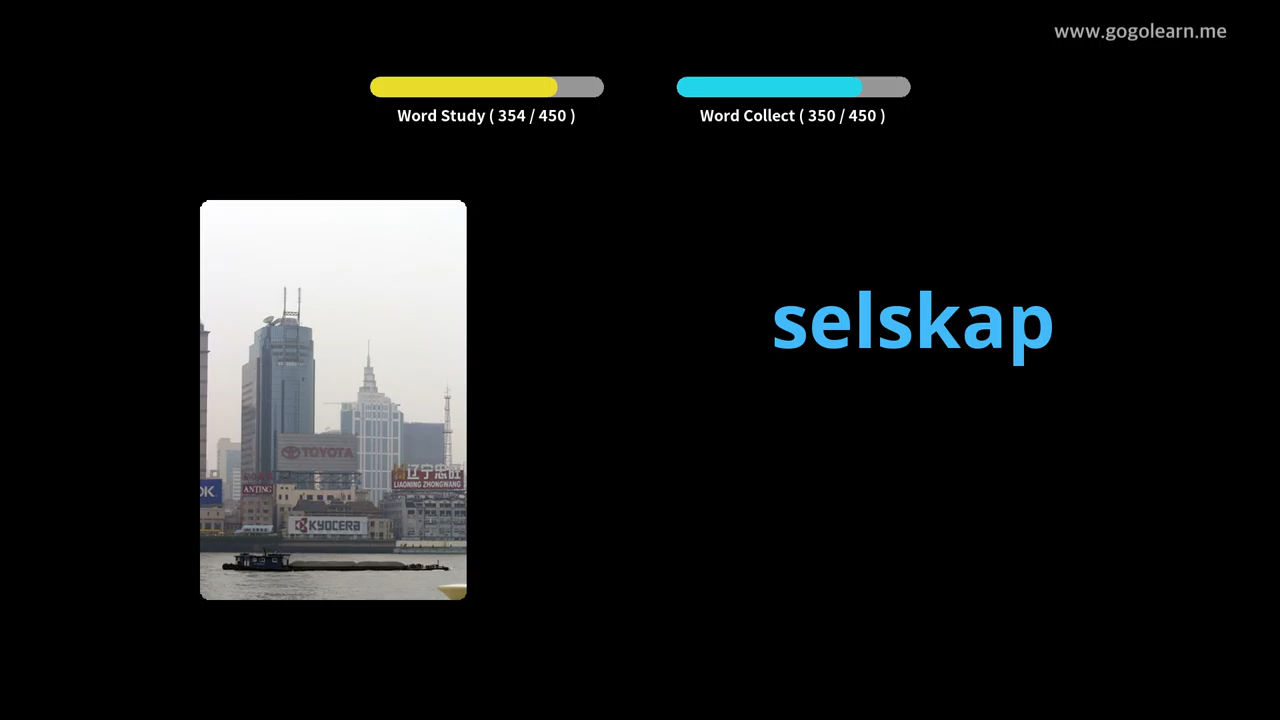 www.gogolearn.me
Word Study ( 354 / 450 )
Word Collect ( 350 / 450 )
selskap
TOYOTA
辽宁忠旺
LIAONING ZHONGWANG
OK
ANTING
KYOCERA